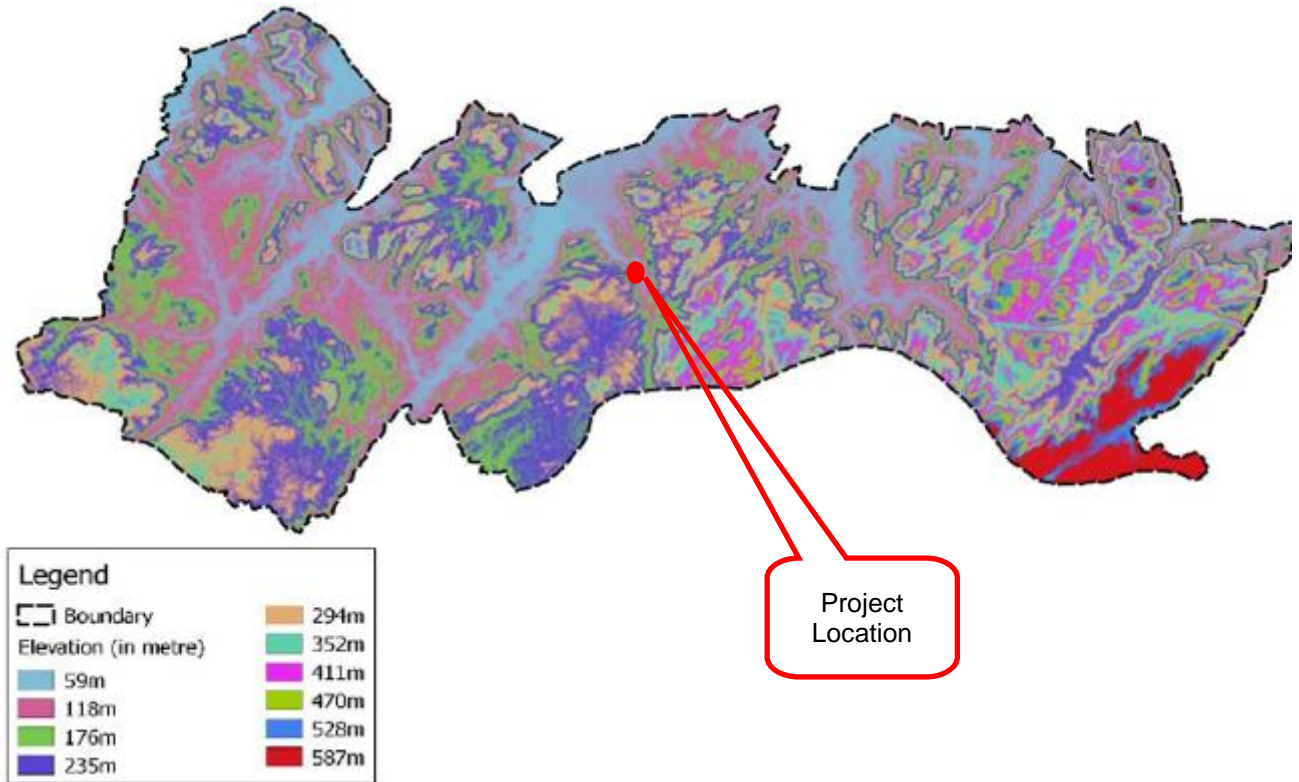 Project
Location
Legend
Boundary
Elevation (in metre)
59m
118m
176m
235m
294m
352m
411m
470m
528m
587m